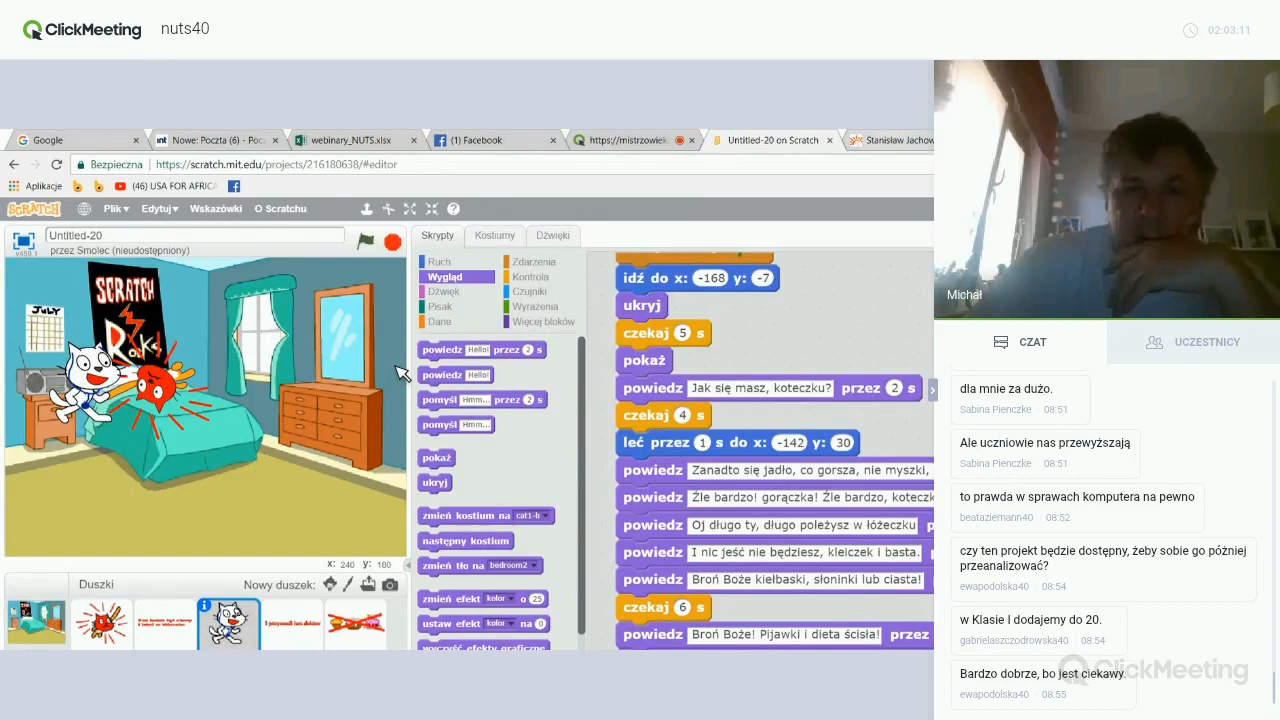 ClickMeeting
nuts40
02:03:11
Google
Nowe: Poczta (6) - Poc
webinary_NUTS.xlsx
(1) Facebook
https://mistrzowiek
Untitled-20 on Scratch
Stanisław Jachow
Bezpieczna
https://scratch.mit.edu/projects/216180638/#editor
Aplikacje
(46) USA FOR AFRICA
SCRATCH
Plik
Edytuj
Wskazówki
O Scratchu
v459.1
Untitled-20
przez Smolec (nieudostępniony)
SCRATCH
Rocks
JULY
x: 240 y: 180
Duszki
Nowy duszek:
Skrypty
Kostiumy
Dźwięki
Ruch
Wygląd
Dźwięk
Pisak
Dane
Zdarzenia
Kontrola
Czujniki
Wyrażenia
Więcej bloków
powiedz Hello! przez 2 s
powiedz Hello!
pomyśl Hmm... przez 2 s
pomyśl Hmm...
pokaż
ukryj
zmień kostium na cat1-b
następny kostium
zmień tło na bedroom2
zmień efekt kolor o 25
ustaw efekt kolor na 0
wyczyść efekty graficzne
idź do x: -168 y: -7
ukryj
czekaj 5 s
pokaż
powiedz Jak się masz, koteczku? przez 2 s
czekaj 4 s
leć przez 1 s do x: -142 y: 30
powiedz Zanadto się jadło, co gorsza, nie myszki,
powiedz Źle bardzo! gorączka! Źle bardzo, koteczk
powiedz Oj długo ty, długo poleżysz w łóżeczku
powiedz I nic jeść nie będziesz, kleiczek i basta.
powiedz Broń Boże kiełbaski, słoninki lub ciasta!
czekaj 6 s
powiedz Broń Boże! Pijawki i dieta ścisła! przez
Michał
CZAT
UCZESTNICY
dla mnie za dużo.
Sabina Pienczke 08:51
Ale uczniowie nas przewyższają
Sabina Pienczke 08:51
to prawda w sprawach komputera na pewno
beataziemann40 08:52
czy ten projekt będzie dostępny, żeby sobie go później
przeanalizować?
ewapodolska40 08:54
w Klasie I dodajemy do 20.
gabrielaszczodrowska40 08:54
Bardzo dobrze, bo jest ciekawy.
ewapodolska40 08:55
ClickMeeting